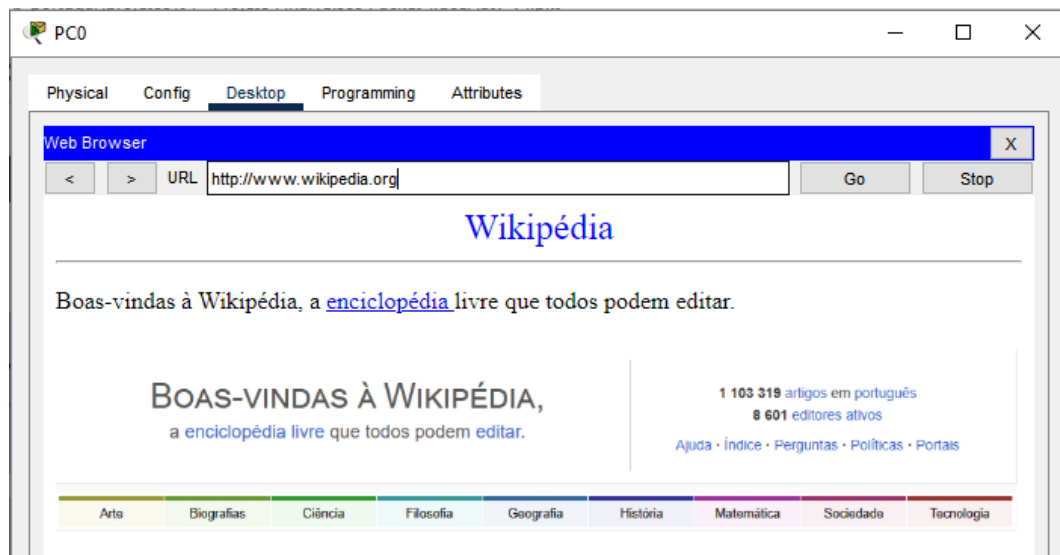 PC0
Physical Config Desktop Programming Attributes
Web Browser X
< > URL http://www.wikipedia.org Go Stop
Wikipédia
Boas-vindas à Wikipédia, a enciclopédia livre que todos podem editar.
BOAS-VINDAS À WIKIPÉDIA,
a enciclopédia livre que todos podem editar.
1 103 319 artigos em português
8 601 editores ativos
Ajuda · Índice · Perguntas · Políticas · Portais
Arte Biografias Ciência Filosofia Geografia História Matemática Sociedade Tecnologia